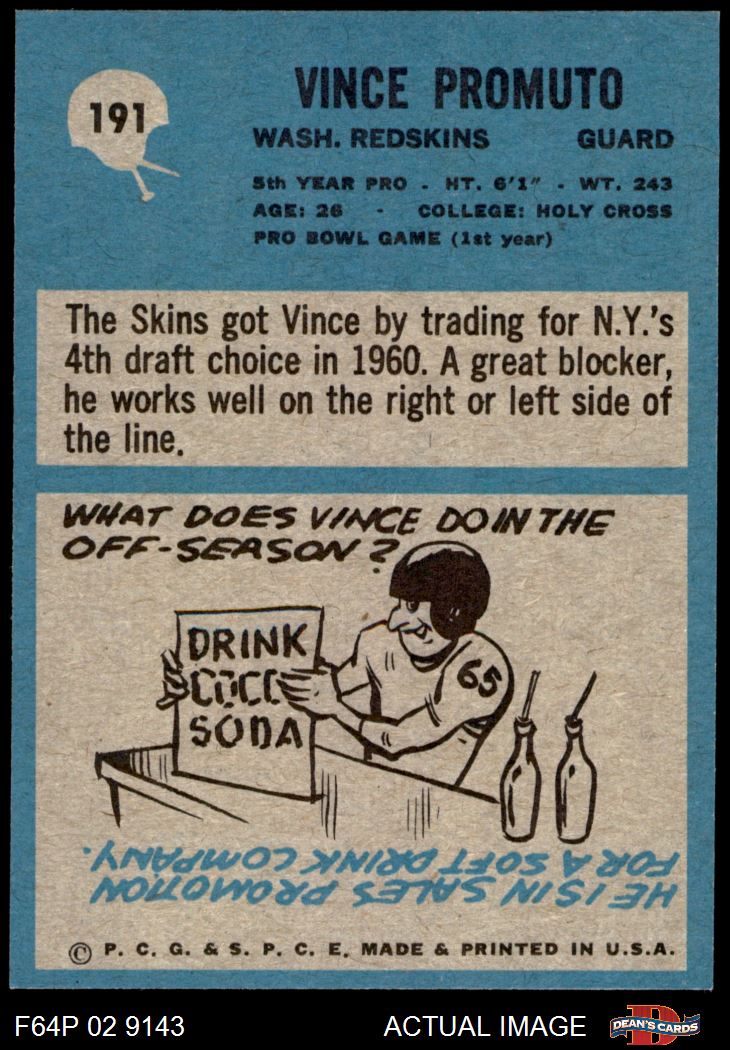 191
VINCE PROMUTO
WASH. REDSKINS GUARD
5th YEAR PRO - HT. 6'1" - WT. 243
AGE: 26 - COLLEGE: HOLY CROSS
PRO BOWL GAME (1st year)
The Skins got Vince by trading for N.Y.'s
4th draft choice in 1960. A great blocker,
he works well on the right or left side of
the line.
WHAT DOES VINCE DO IN THE
OFF-SEASON?
DRINK
COCC
SODA
65
HE IS IN SALES PROMOTION
FOR A SOFT DRINK COMPANY.
© P. C. G. & S. P. C. E. MADE & PRINTED IN U.S.A.
F64P 02 9143 ACTUAL IMAGE DEAN'S CARDS